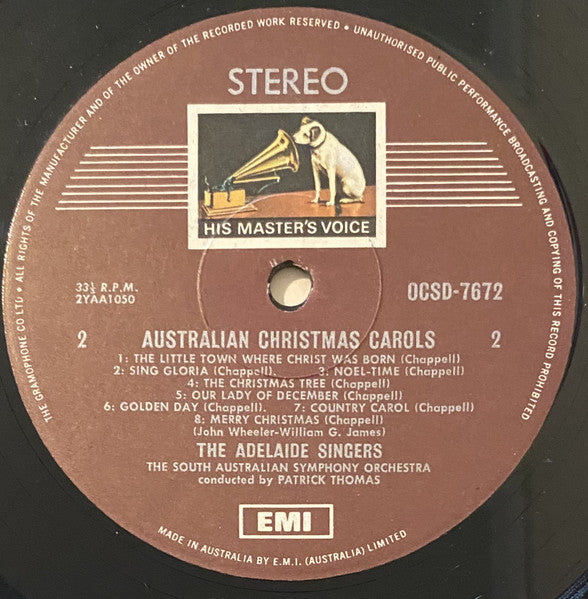 THE GRAMOPHONE CO LTD • ALL RIGHTS OF THE MANUFACTURER AND OF THE OWNER OF THE RECORDED WORK RESERVED • UNAUTHORISED PUBLIC PERFORMANCE BROADCASTING AND COPYING OF THIS RECORD PROHIBITED
STEREO
HIS MASTER'S VOICE
33⅓ R.P.M.
2YAA1050
OCSD-7672
2 AUSTRALIAN CHRISTMAS CAROLS 2
1: THE LITTLE TOWN WHERE CHRIST WAS BORN (Chappell)
2: SING GLORIA (Chappell). 3: NOEL-TIME (Chappell)
4: THE CHRISTMAS TREE (Chappell)
5: OUR LADY OF DECEMBER (Chappell)
6: GOLDEN DAY (Chappell). 7: COUNTRY CAROL (Chappell)
8: MERRY CHRISTMAS (Chappell)
(John Wheeler-William G. James)
THE ADELAIDE SINGERS
THE SOUTH AUSTRALIAN SYMPHONY ORCHESTRA
conducted by PATRICK THOMAS
EMI
MADE IN AUSTRALIA BY E.M.I. (AUSTRALIA) LIMITED